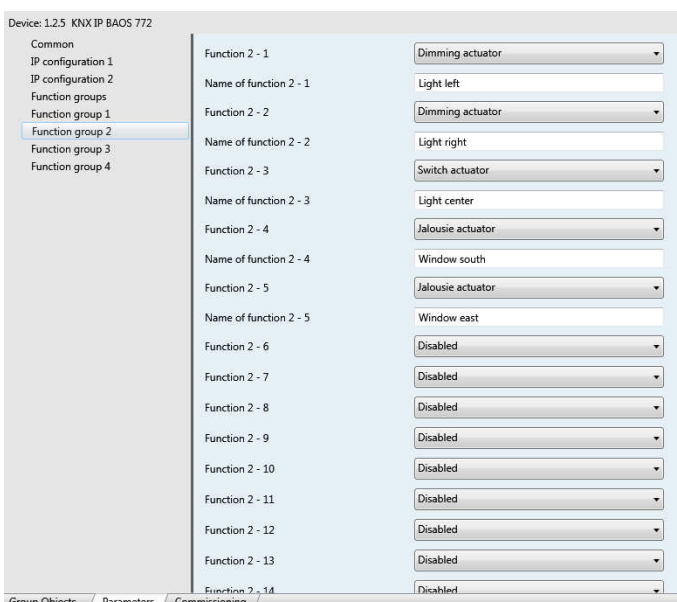 Device: 1.2.5 KNX IP BAOS 772
Common
IP configuration 1
IP configuration 2
Function groups
Function group 1
Function group 2
Function group 3
Function group 4
Function 2 - 1 Dimming actuator
Name of function 2 - 1 Light left
Function 2 - 2 Dimming actuator
Name of function 2 - 2 Light right
Function 2 - 3 Switch actuator
Name of function 2 - 3 Light center
Function 2 - 4 Jalousie actuator
Name of function 2 - 4 Window south
Function 2 - 5 Jalousie actuator
Name of function 2 - 5 Window east
Function 2 - 6 Disabled
Function 2 - 7 Disabled
Function 2 - 8 Disabled
Function 2 - 9 Disabled
Function 2 - 10 Disabled
Function 2 - 11 Disabled
Function 2 - 12 Disabled
Function 2 - 13 Disabled
Function 2 - 14 Disabled
Group Objects Parameters Commissioning